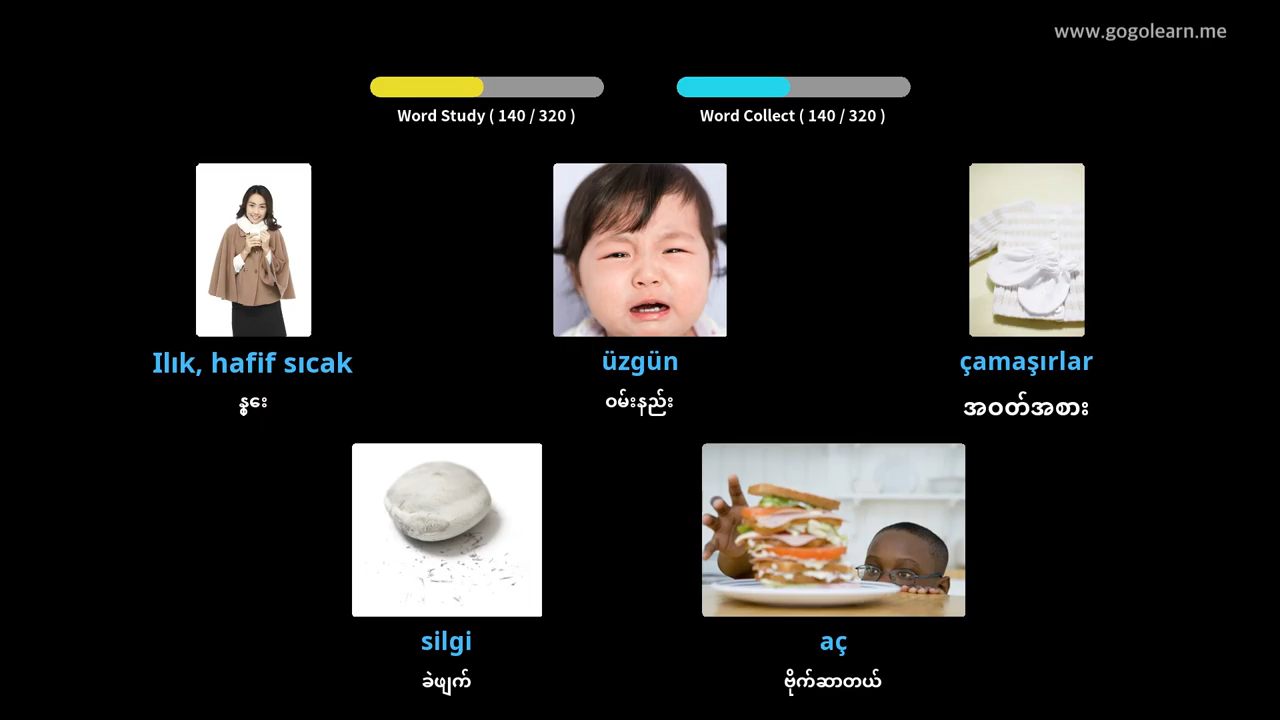 www.gogolearn.me
Word Study ( 140 / 320 )
Word Collect ( 140 / 320 )
Ilık, hafif sıcak
နွှေး
üzgün
ဝမ်းနည်း
çamaşırlar
အဝတ်အစား
silgi
ခဲဖျက်
aç
ဗိုက်ဆာတယ်